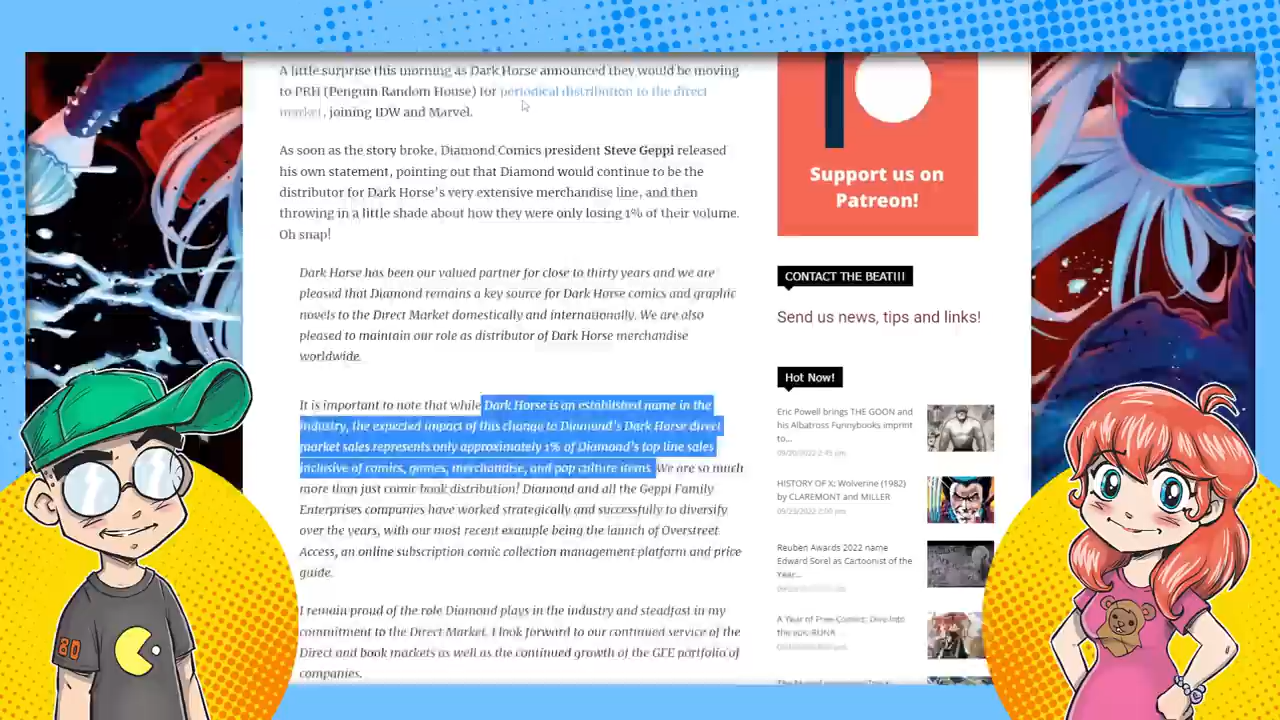 A little surprise this morning as Dark Horse announced they would be moving
to PRH (Penguin Random House) for periodical distribution to the direct
market, joining IDW and Marvel.
As soon as the story broke, Diamond Comics president Steve Geppi released
his own statement, pointing out that Diamond would continue to be the
distributor for Dark Horse's very extensive merchandise line, and then
throwing in a little shade about how they were only losing 1% of their volume.
Oh snap!
Dark Horse has been our valued partner for close to thirty years and we are
pleased that Diamond remains a key source for Dark Horse comics and graphic
novels to the Direct Market domestically and internationally. We are also
pleased to maintain our role as distributor of Dark Horse merchandise
worldwide.
It is important to note that while Dark Horse is an established name in the
industry, the expected impact of this change to Diamond's Dark Horse direct
market sales represents only approximately 1% of Diamond's top line sales
inclusive of comics, games, merchandise, and pop culture items. We are so much
more than just comic book distribution! Diamond and all the Geppi Family
Enterprises companies have worked strategically and successfully to diversify
over the years, with our most recent example being the launch of Overstreet
Access, an online subscription comic collection management platform and price
guide.
I remain proud of the role Diamond plays in the industry and steadfast in my
commitment to the Direct Market. I look forward to our continued service of the
Direct and book markets as well as the continued growth of the GFE portfolio of
companies.
Support us on
Patreon!
CONTACT THE BEAT!!!
Send us news, tips and links!
Hot Now!
Eric Powell brings THE GOON and
his Albatross Funnybooks imprint
to...
09/20/2022 2:45 pm
HISTORY OF X: Wolverine (1982)
by CLAREMONT and MILLER
09/23/2022 2:00 pm
Reuben Awards 2022 name
Edward Sorel as Cartoonist of the
Year...
A Year of Free Comics: Dive into
the epic RUNA
80